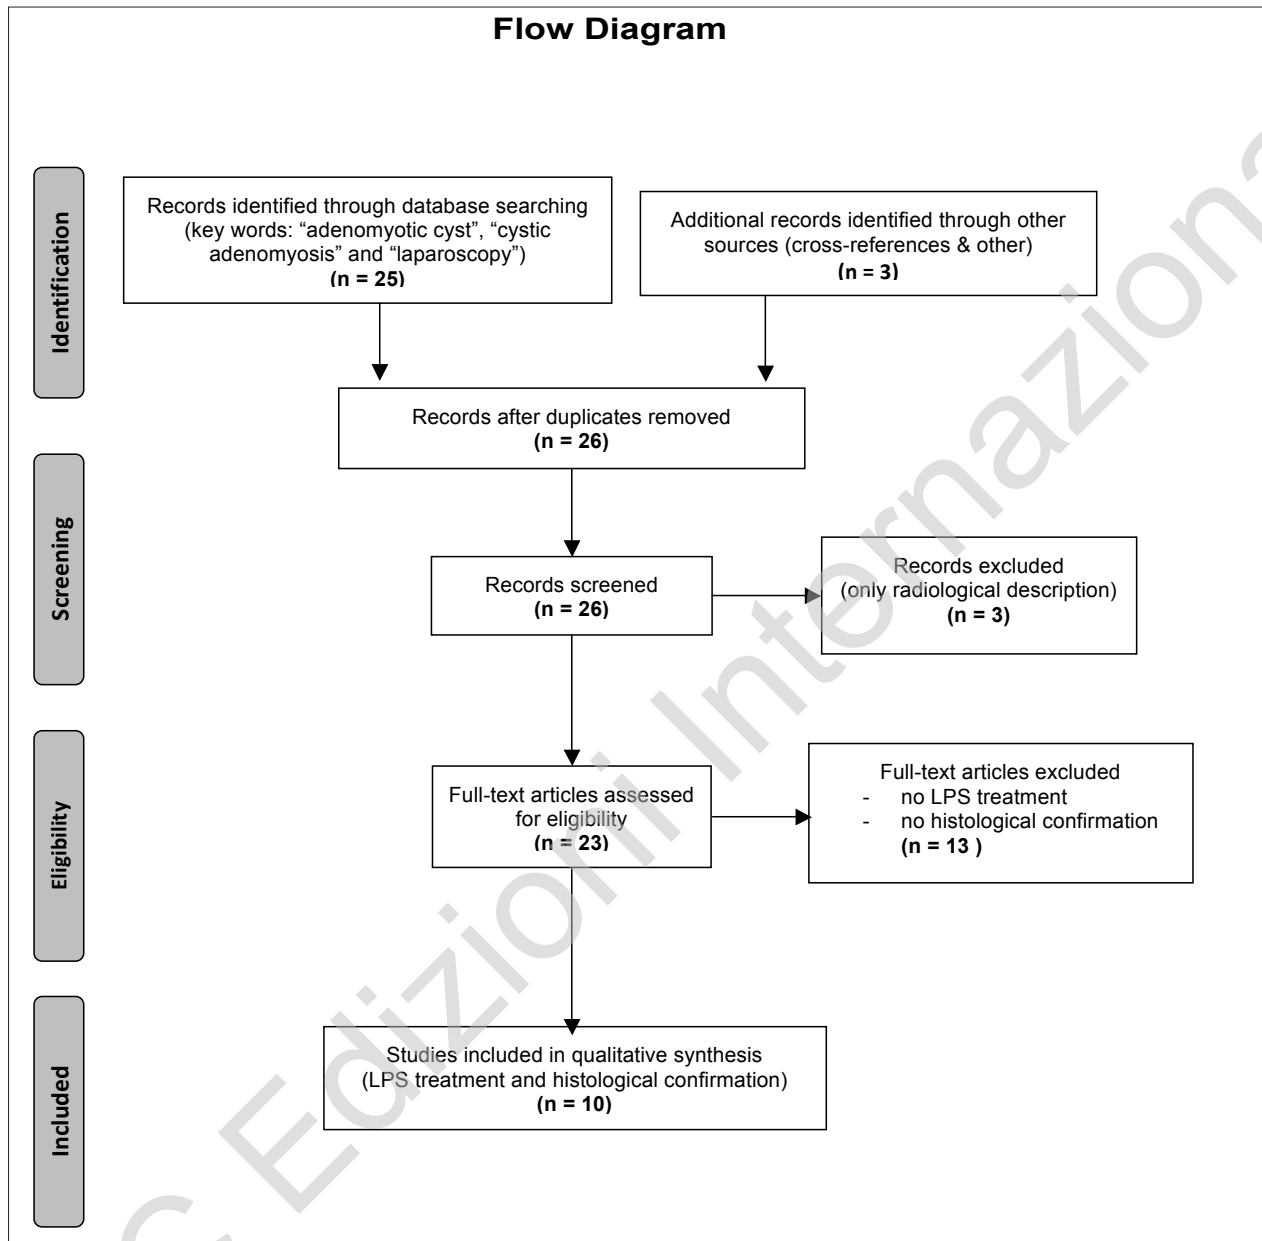 Flow Diagram
Identification
Records identified through database searching
(key words: “adenomyotic cyst”, “cystic
adenomyosis” and “laparoscopy”)
(n = 25)
Additional records identified through other
sources (cross-references & other)
(n = 3)
Records after duplicates removed
(n = 26)
Screening
Records screened
(n = 26)
Records excluded
(only radiological description)
(n = 3)
Eligibility
Full-text articles assessed
for eligibility
(n = 23)
Full-text articles excluded
- no LPS treatment
- no histological confirmation
(n = 13 )
Included
Studies included in qualitative synthesis
(LPS treatment and histological confirmation)
(n = 10)
C Edizioni Internaziona